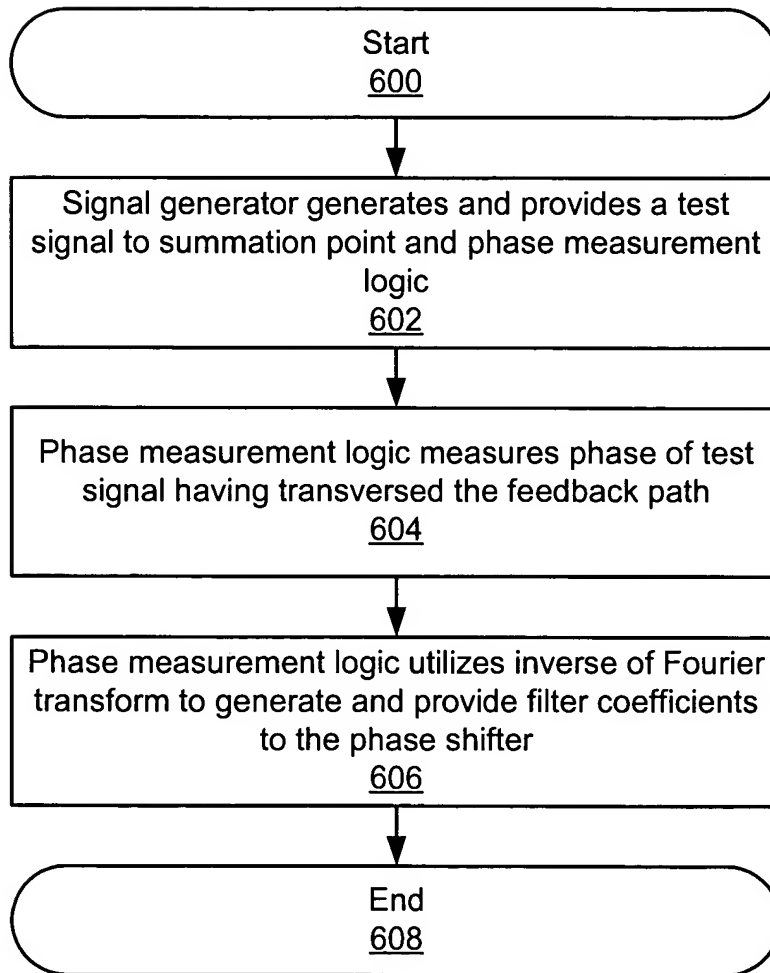 Start
600
Signal generator generates and provides a test
signal to summation point and phase measurement
logic
602
Phase measurement logic measures phase of test
signal having transversed the feedback path
604
Phase measurement logic utilizes inverse of Fourier
transform to generate and provide filter coefficients
to the phase shifter
606
End
608